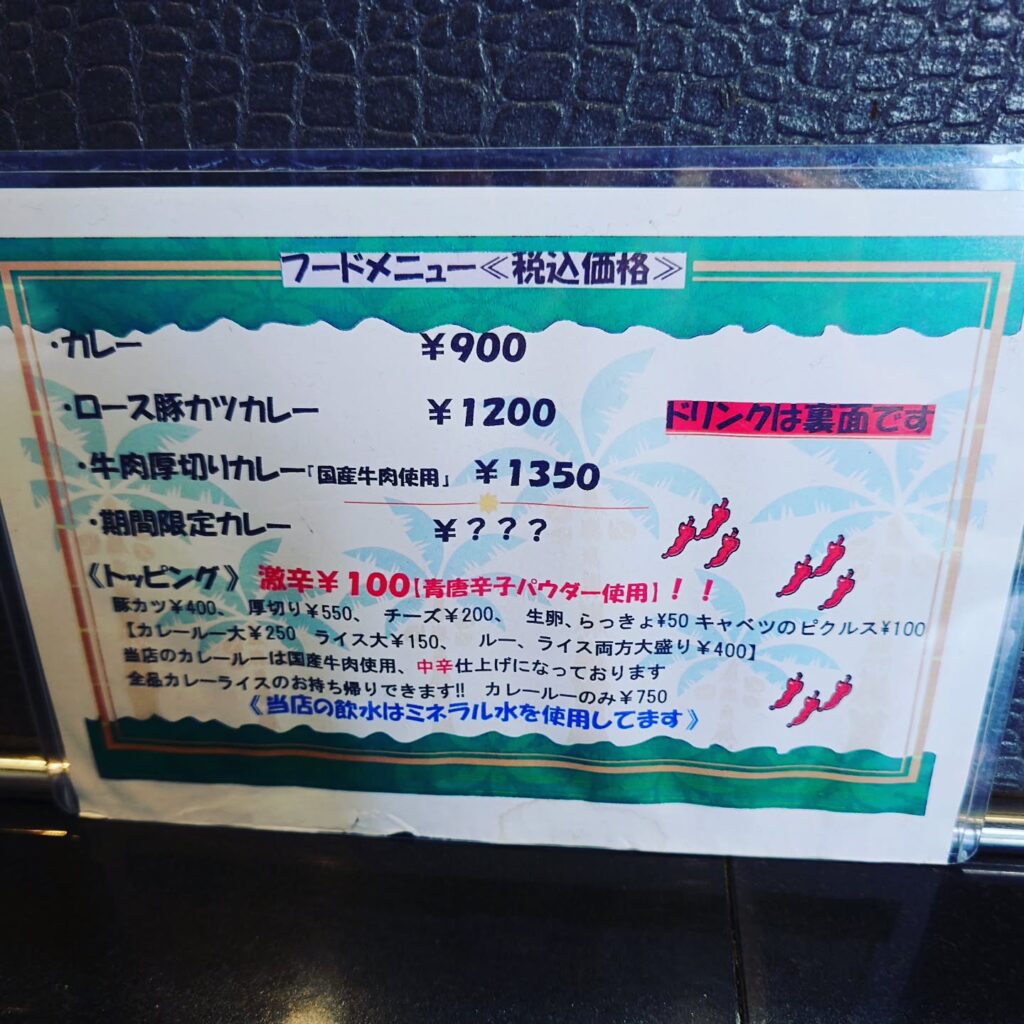 フードメニュー≪税込価格≫
・カレー ￥900
・ロース豚カツカレー ￥1200
ドリンクは裏面です
・牛肉厚切りカレー「国産牛肉使用」 ￥1350
・期間限定カレー ￥？？？
《トッピング》 激辛￥100【青唐辛子パウダー使用】！！
豚カツ￥400、 厚切り￥550、 チーズ￥200、 生卵、らっきょ¥50 キャベツのピクルス¥100
【カレールー大￥250 ライス大￥150、 ルー、ライス両方大盛り￥400】
当店のカレールーは国産牛肉使用、中辛仕上げになっております
全品カレーライスのお持ち帰りできます!! カレールーのみ￥750
《当店の飲水はミネラル水を使用してます》